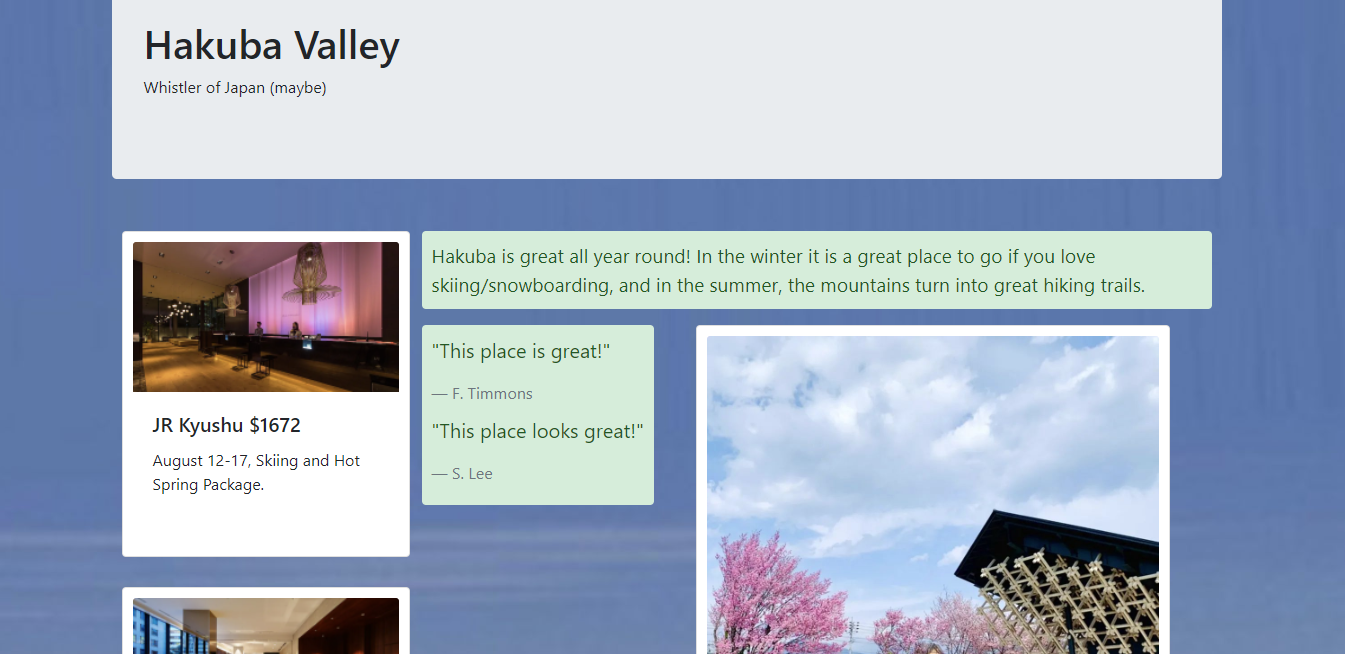 Hakuba Valley
Whistler of Japan (maybe)
Hakuba is great all year round! In the winter it is a great place to go if you love
skiing/snowboarding, and in the summer, the mountains turn into great hiking trails.
"This place is great!"
— F. Timmons
"This place looks great!"
— S. Lee
JR Kyushu $1672
August 12-17, Skiing and Hot
Spring Package.